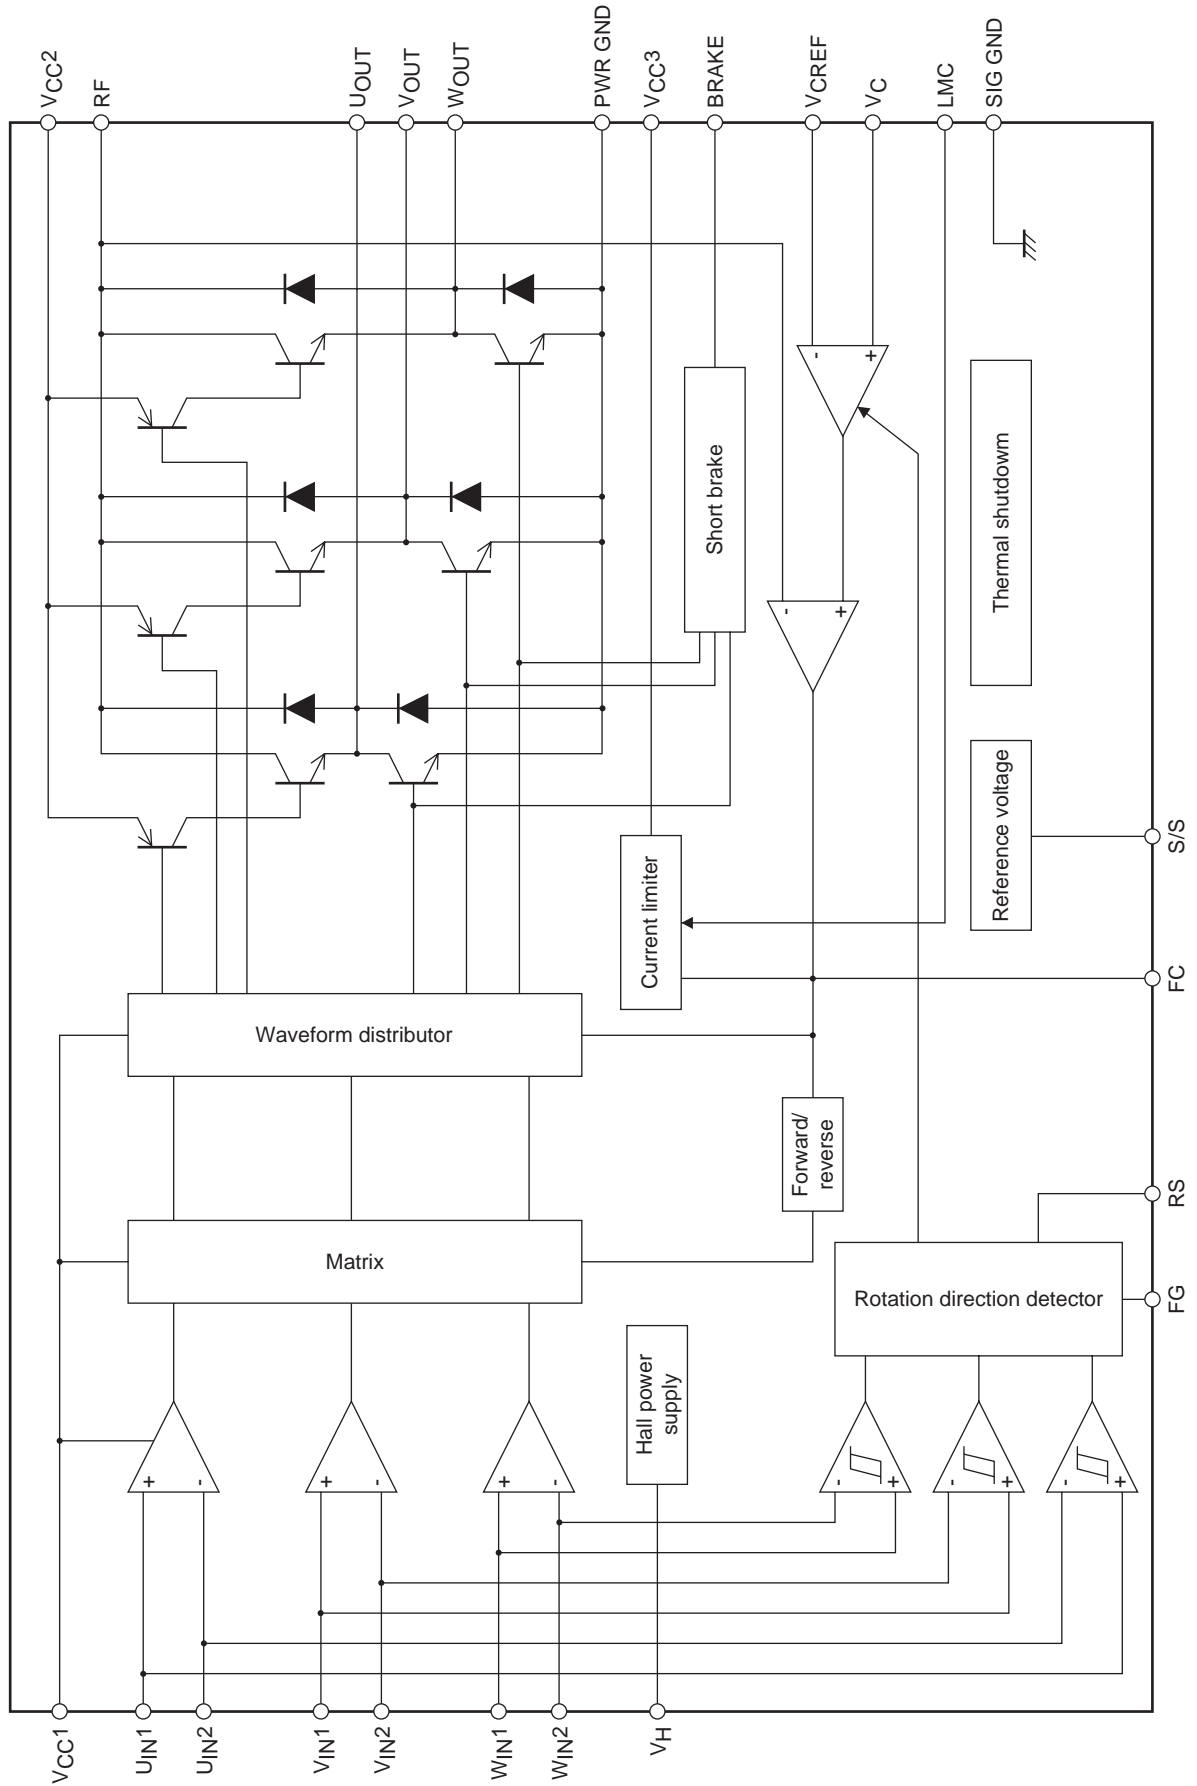 VCC2
RF
UOUT
VOUT
WOUT
PWR GND
VCC3
BRAKE
VCREF
VC
LMC
SIG GND
-
+
Short brake
Thermal shutdowm
-
+
Current limiter
Reference voltage
S/S
FC
Waveform distributor
Forward/
reverse
RS
Matrix
Rotation direction detector
FG
Hall power
supply
+
-
+
-
+
-
-
+
-
+
-
+
VCC1
UIN1
UIN2
VIN1
VIN2
WIN1
WIN2
VH